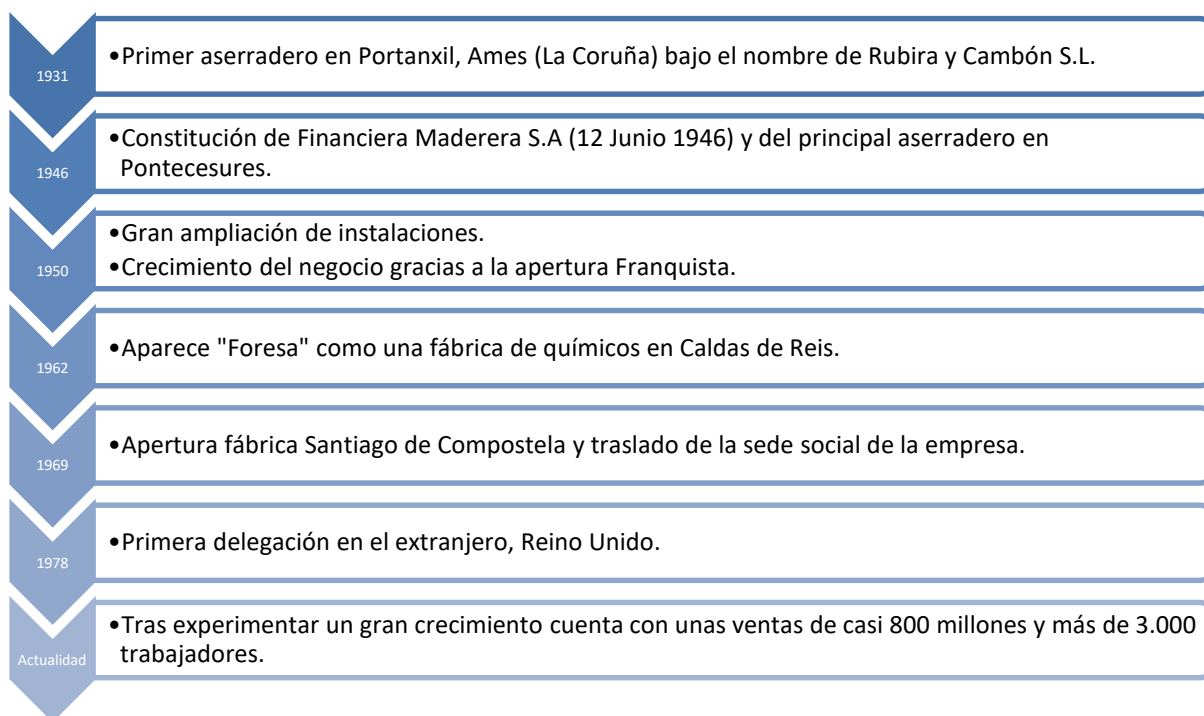 1931
•Primer aserradero en Portanxil, Ames (La Coruña) bajo el nombre de Rubira y Cambón S.L.
1946
•Constitución de Financiera Maderera S.A (12 Junio 1946) y del principal aserradero en
Pontecesures.
1950
•Gran ampliación de instalaciones.
•Crecimiento del negocio gracias a la apertura Franquista.
1962
•Aparece "Foresa" como una fábrica de químicos en Caldas de Reis.
1969
•Apertura fábrica Santiago de Compostela y traslado de la sede social de la empresa.
1978
•Primera delegación en el extranjero, Reino Unido.
Actualidad
•Tras experimentar un gran crecimiento cuenta con unas ventas de casi 800 millones y más de 3.000
trabajadores.